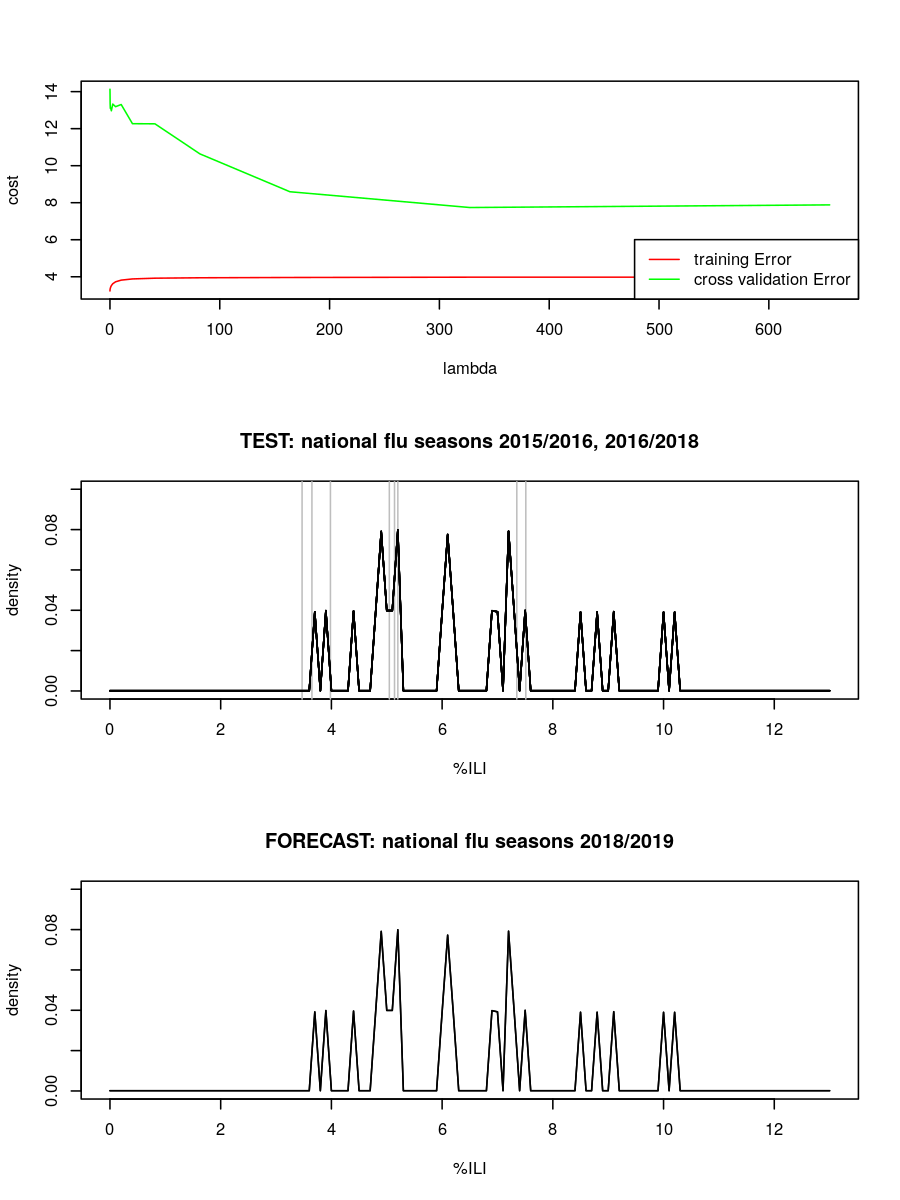 14
12
10
8
6
4
cost
training Error
cross validation Error
0 100 200 300 400 500 600
lambda
TEST: national flu seasons 2015/2016, 2016/2018
0.08
0.04
0.00
density
0 2 4 6 8 10 12
%ILI
FORECAST: national flu seasons 2018/2019
0.08
0.04
0.00
density
0 2 4 6 8 10 12
%ILI